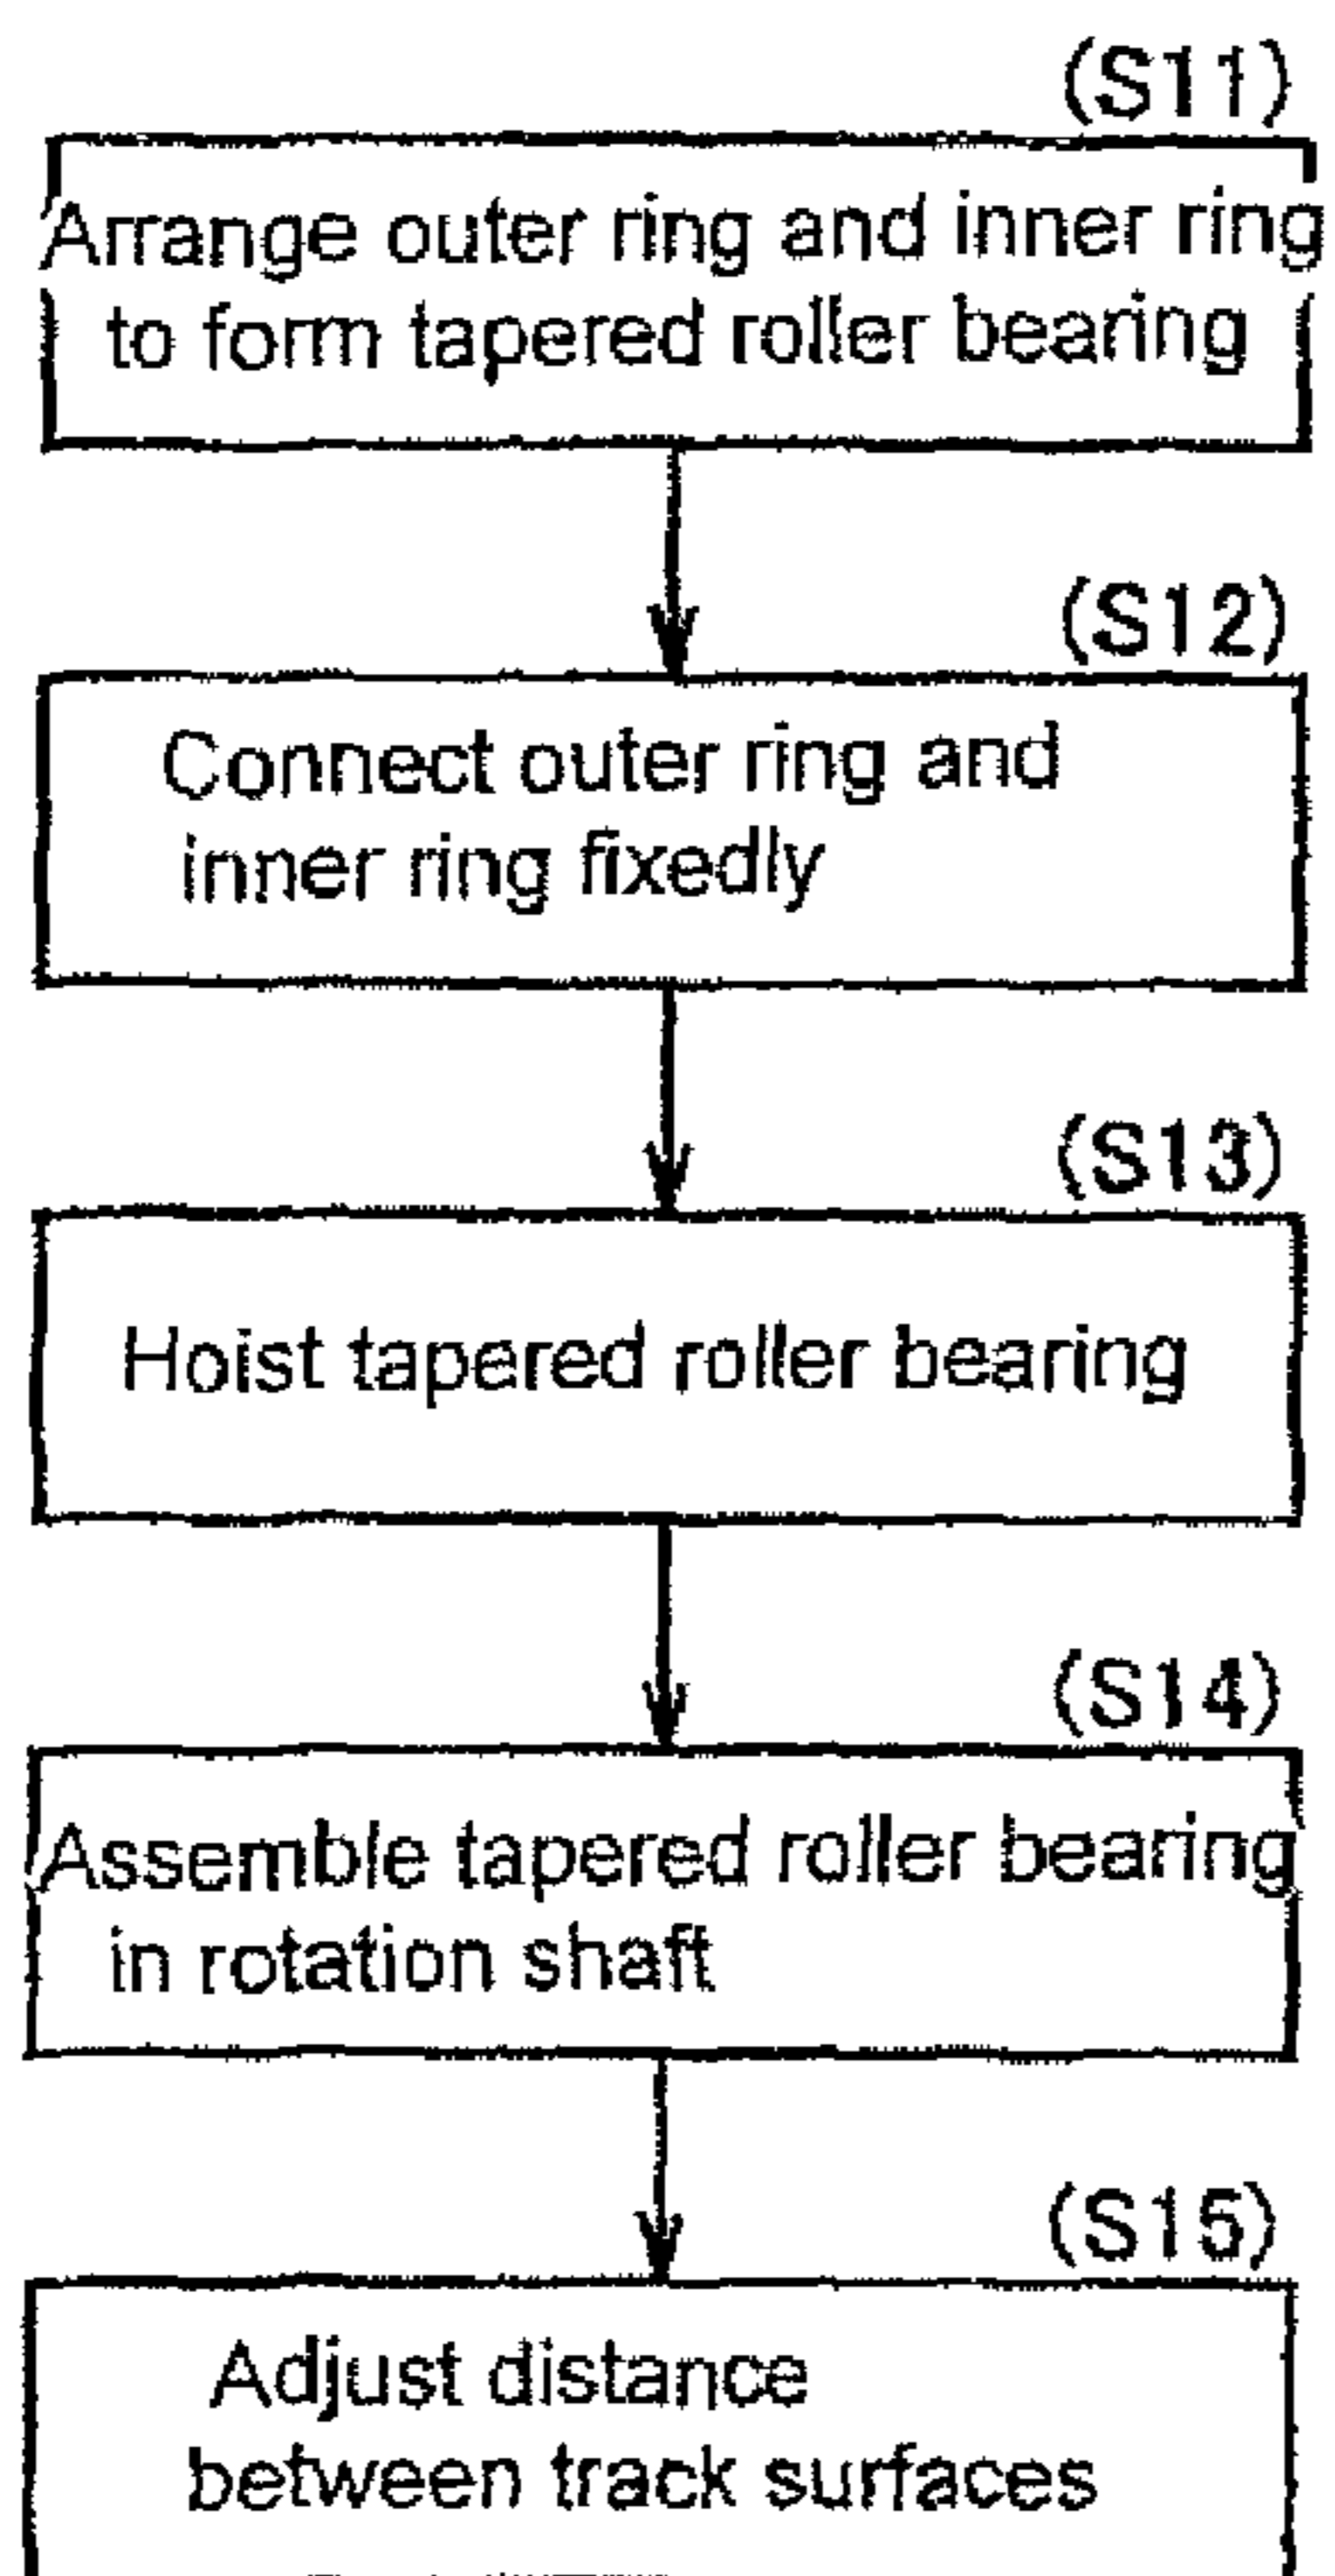 (S11)
Arrange outer ring and inner ring
to form tapered roller bearing
(S12)
Connect outer ring and
inner ring fixedly
(S13)
Hoist tapered roller bearing
(S14)
Assemble tapered roller bearing
in rotation shaft
(S15)
Adjust distance
between track surfaces